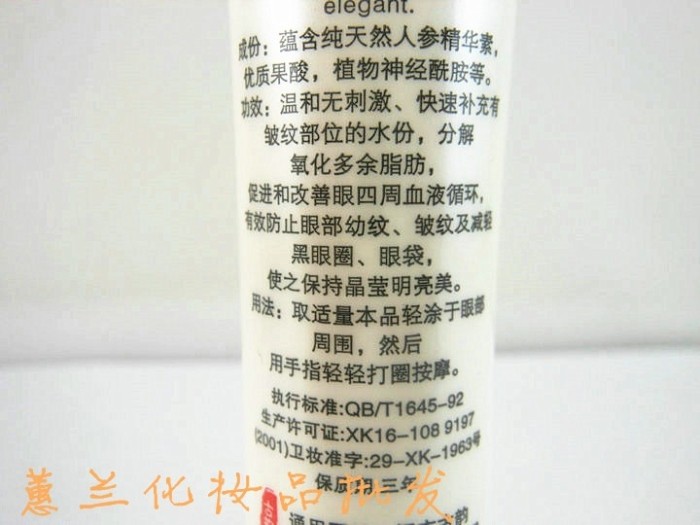 elegant.
成份：蕴含纯天然人参精华素，
优质果酸，植物神经酰胺等。
功效：温和无刺激、快速补充有
皱纹部位的水份，分解
氧化多余脂肪，
促进和改善眼四周血液循环，
有效防止眼部幼纹、皱纹及减轻
黑眼圈、眼袋，
使之保持晶莹明亮美。
用法：取适量本品轻涂于眼部
周围，然后
用手指轻轻打圈按摩。
执行标准:QB/T1645-92
生产许可证:XK16-108 9197
(2001)卫妆准字:29-XK-1963号
保质期三年
蕙兰化妆品批发